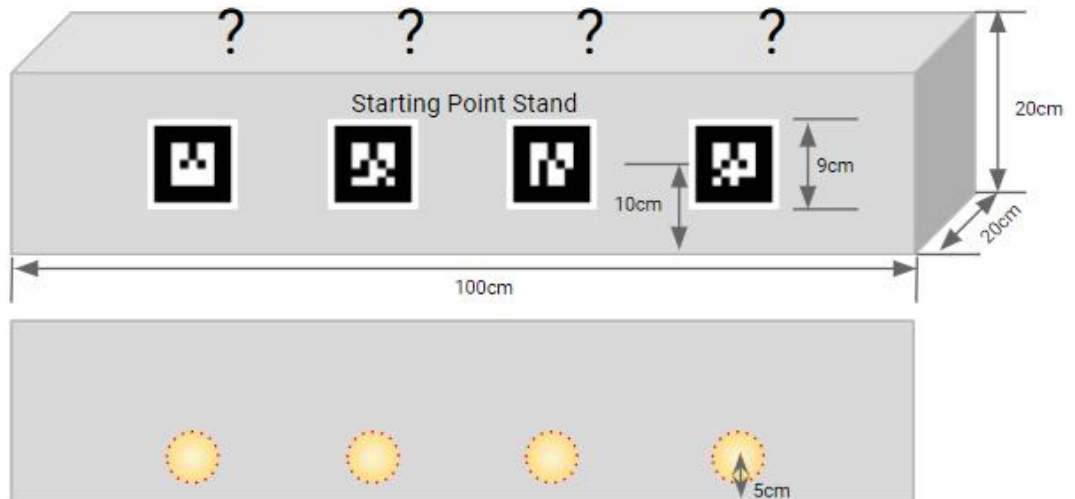 ? ? ? ?
Starting Point Stand
20cm
9cm
10cm
20cm
100cm
5cm